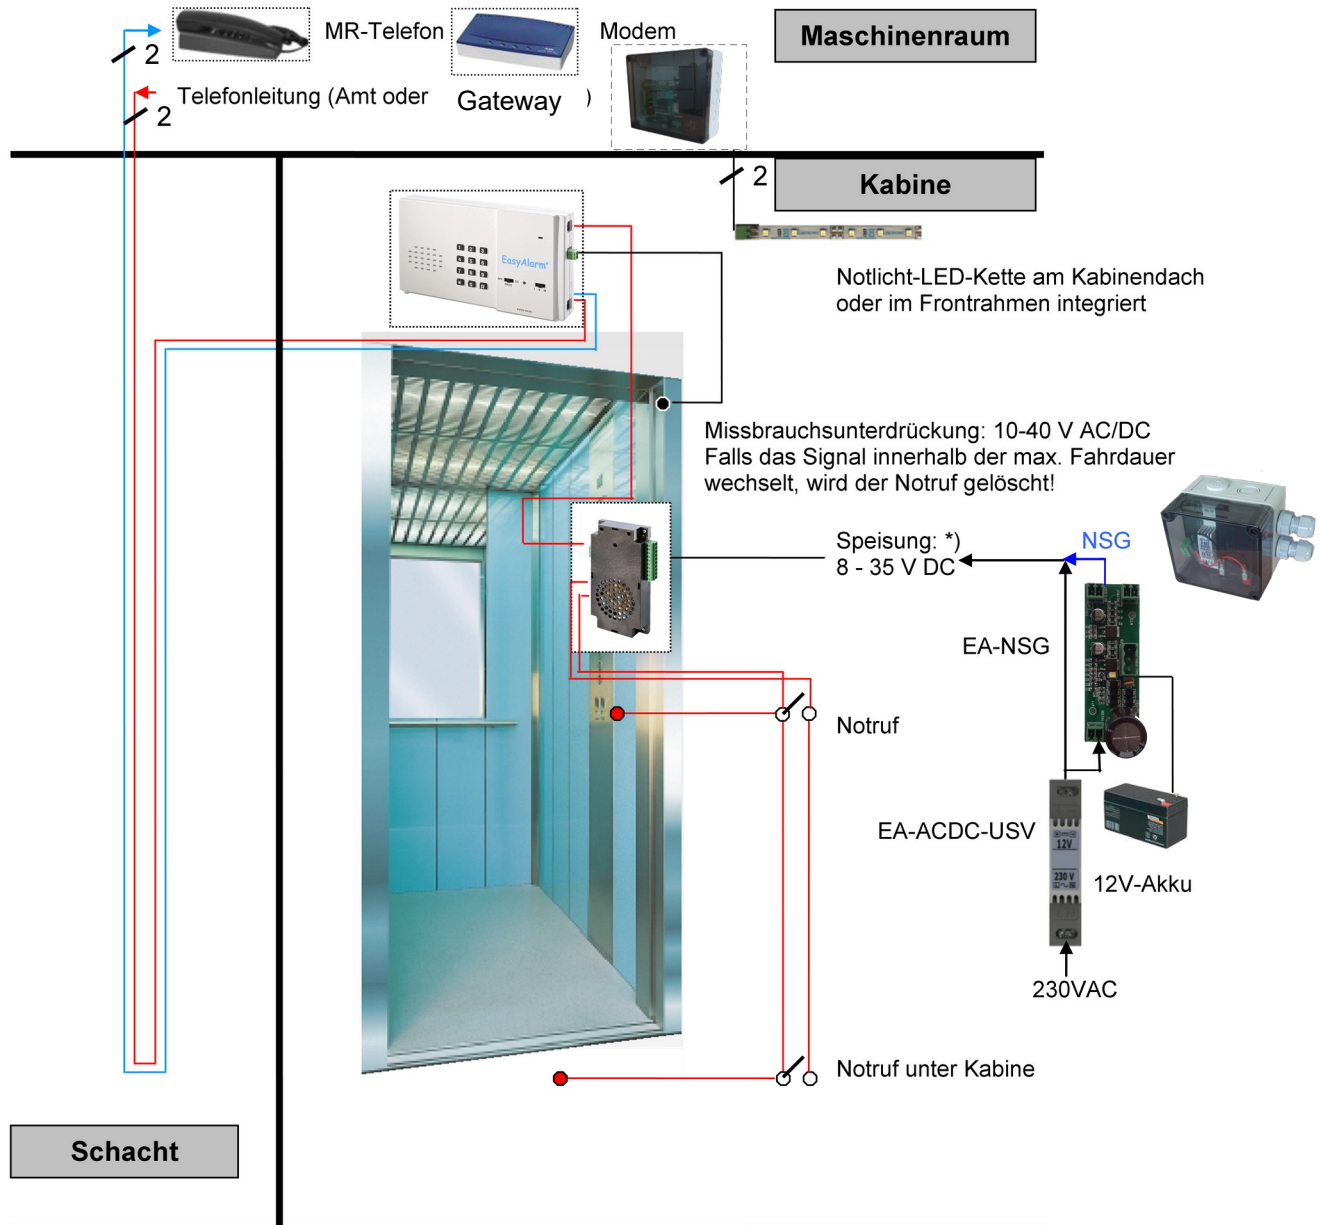 MR-Telefon
Modem
Maschinenraum
2
Telefonleitung (Amt oder Gateway )
2
2
Kabine
EasyAlarm+
Notlicht-LED-Kette am Kabinendach
oder im Frontrahmen integriert
Missbrauchsunterdrückung: 10-40 V AC/DC
Falls das Signal innerhalb der max. Fahrdauer
wechselt, wird der Notruf gelöscht!
Speisung: *)
8 - 35 V DC
NSG
EA-NSG
Notruf
EA-ACDC-USV
12V
230 V
12V-Akku
230VAC
Notruf unter Kabine
Schacht